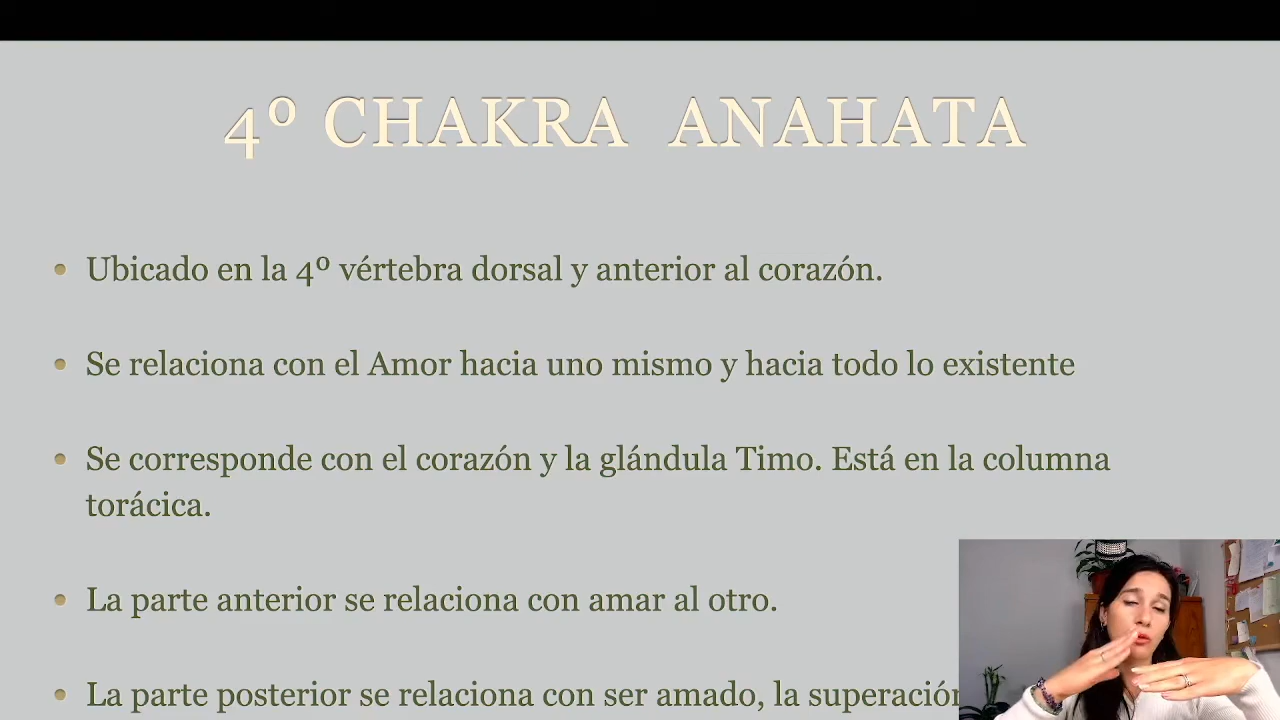 4º CHAKRA ANAHATA
• Ubicado en la 4º vértebra dorsal y anterior al corazón.
• Se relaciona con el Amor hacia uno mismo y hacia todo lo existente
• Se corresponde con el corazón y la glándula Timo. Está en la columna
torácica.
• La parte anterior se relaciona con amar al otro.
• La parte posterior se relaciona con ser amado, la superación